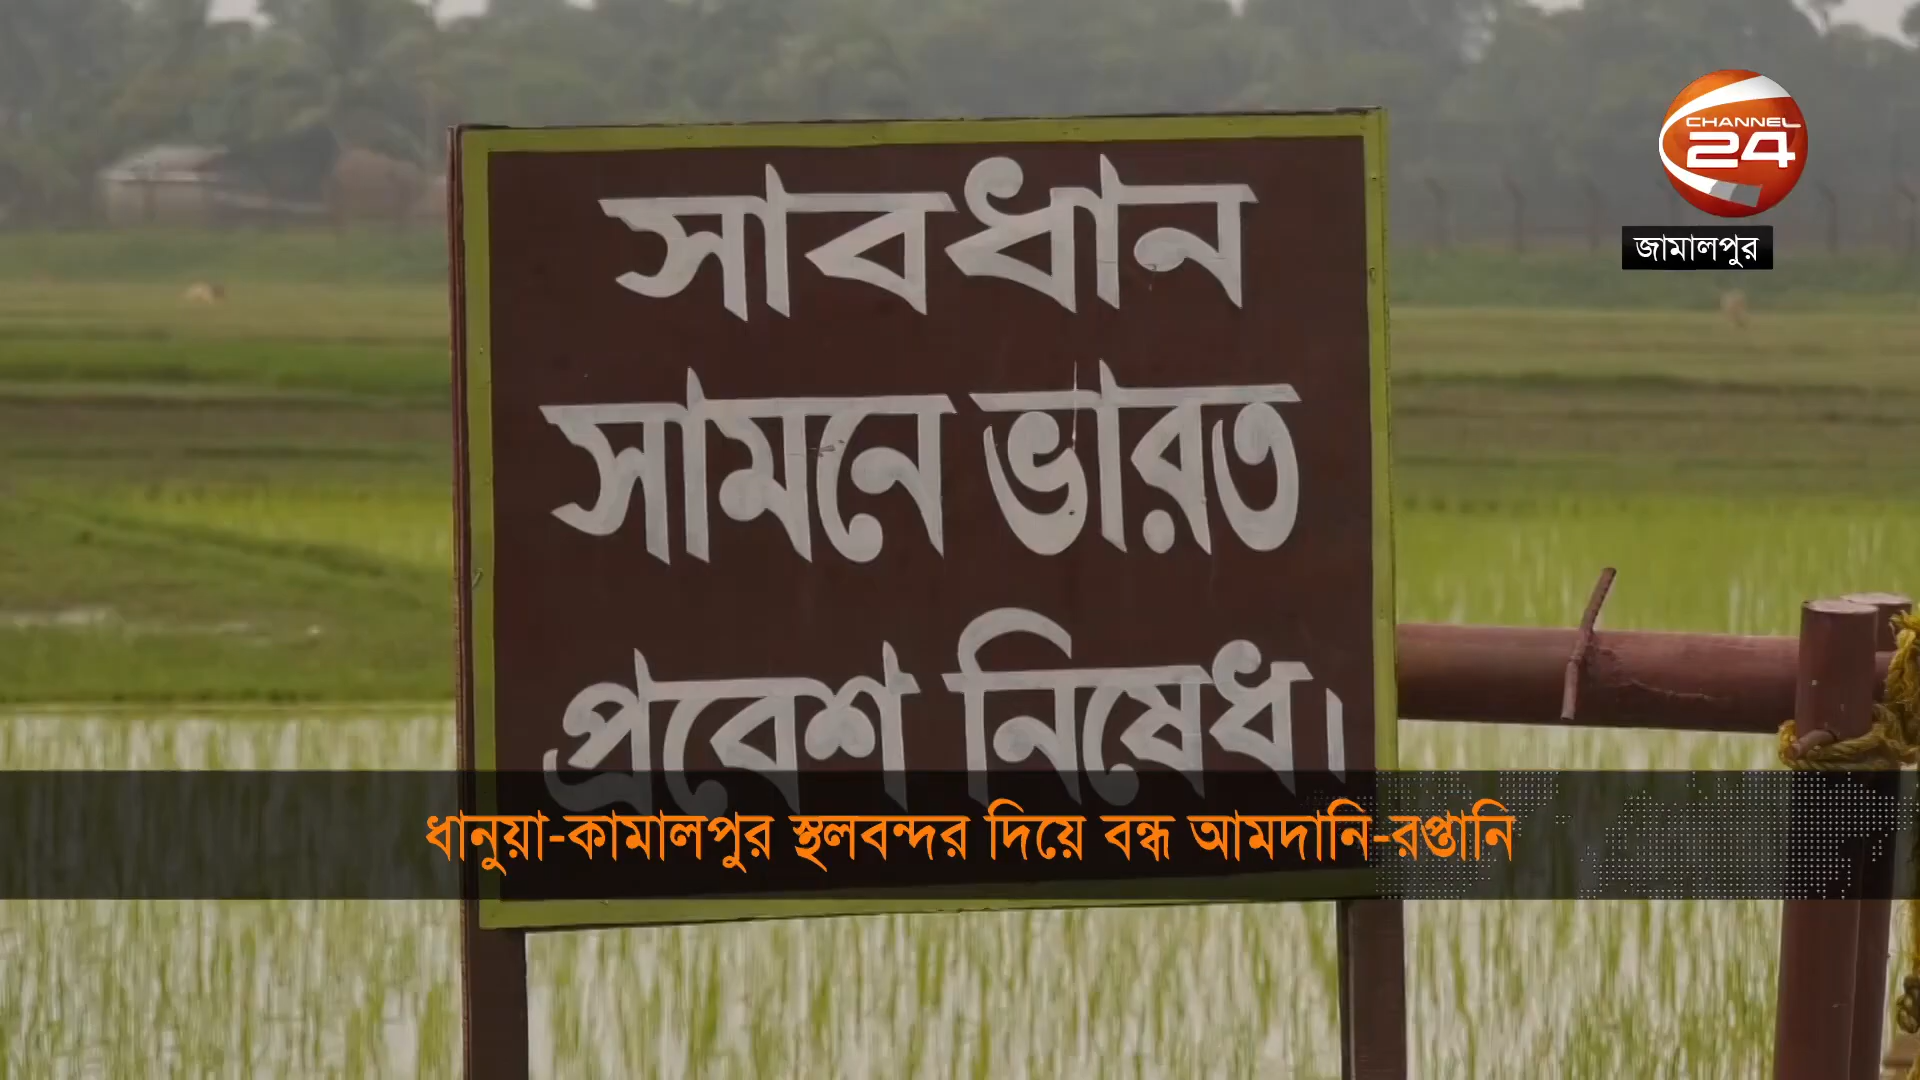 সাবধান
সামনে ভারত
প্রবেশ নিষেধ।
CHANNEL
24
জামালপুর
ধানুয়া-কামালপুর স্থলবন্দর দিয়ে বন্ধ আমদানি-রপ্তানি